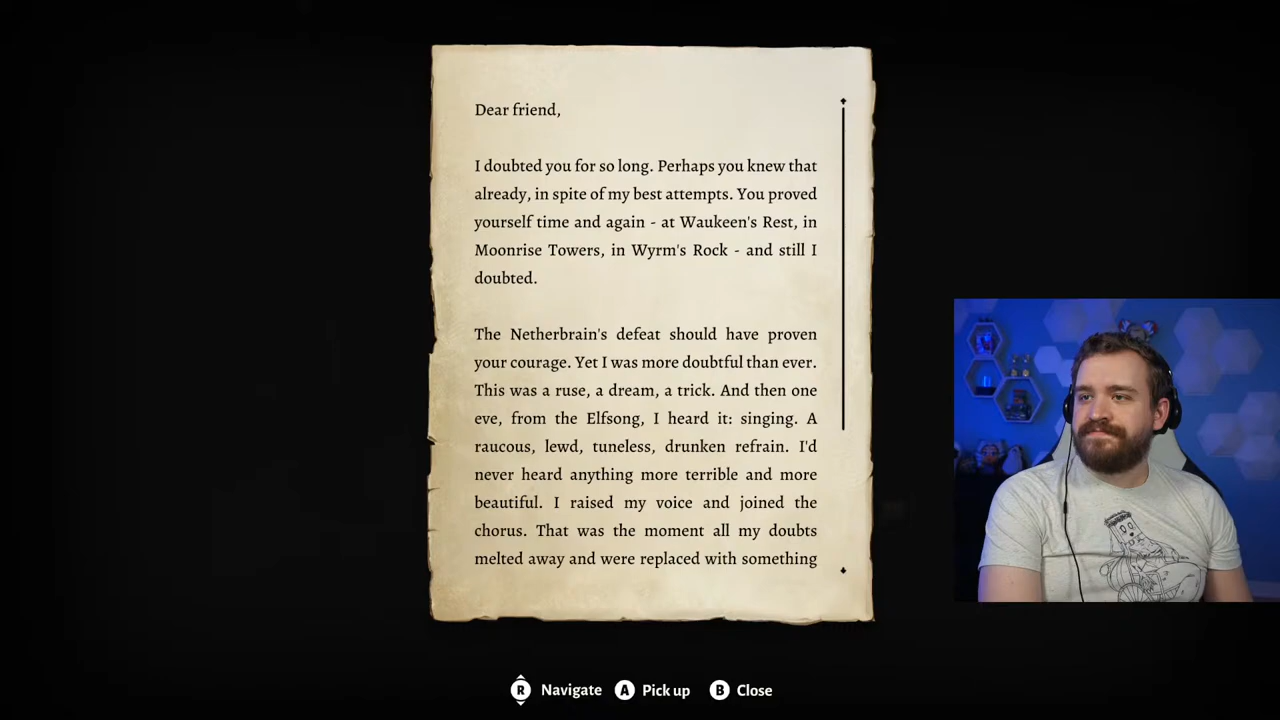 Dear friend,
I doubted you for so long. Perhaps you knew that
already, in spite of my best attempts. You proved
yourself time and again - at Waukeen's Rest, in
Moonrise Towers, in Wyrm's Rock - and still I
doubted.
The Netherbrain's defeat should have proven
your courage. Yet I was more doubtful than ever.
This was a ruse, a dream, a trick. And then one
eve, from the Elfsong, I heard it: singing. A
raucous, lewd, tuneless, drunken refrain. I'd
never heard anything more terrible and more
beautiful. I raised my voice and joined the
chorus. That was the moment all my doubts
melted away and were replaced with something
R Navigate A Pick up B Close